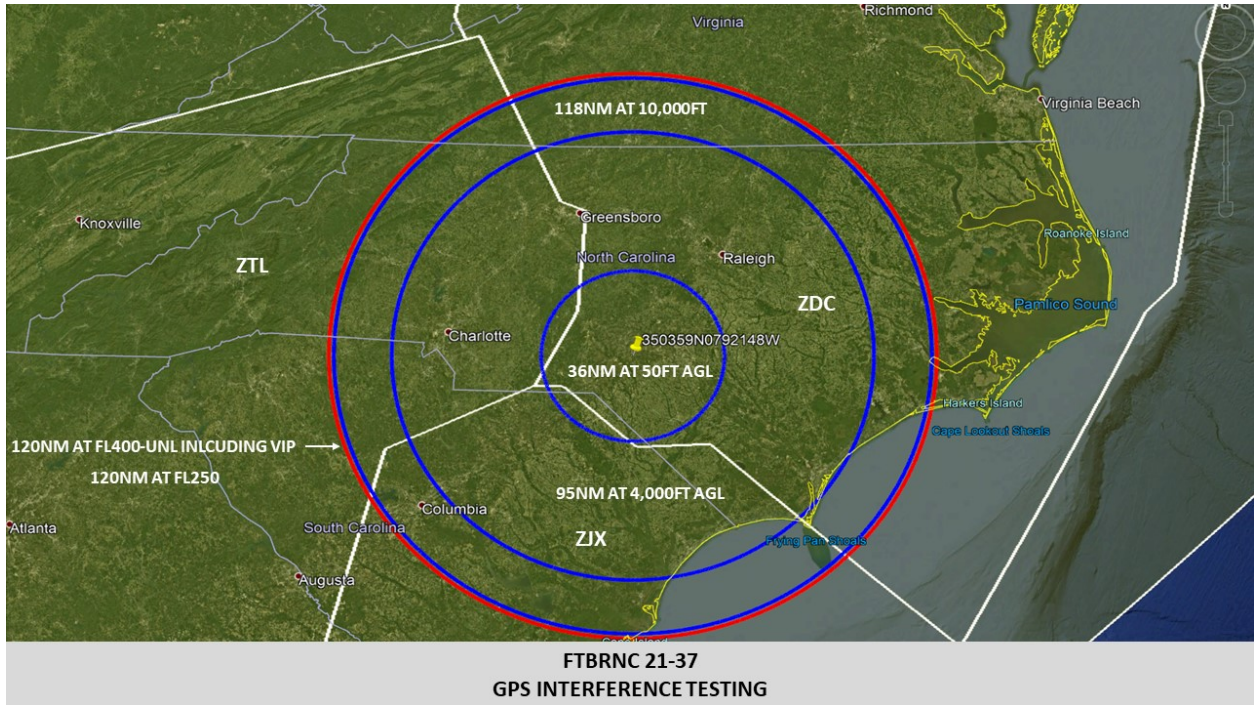 Richmond
Virginia
Virginia Beach
118NM AT 10,000FT
Knoxville
Greensboro
Roanoke Island
ZTL
North Carolina
Raleigh
ZDC
Pamlico Sound
Charlotte
350359N0792148W
36NM AT 50FT AGL
Harkers Island
Cape Lookout Shoals
120NM AT FL400-UNL INLCUDING VIP
120NM AT FL250
95NM AT 4,000FT AGL
Columbia
South Carolina
Atlanta
ZJX
Frying Pan Shoals
Augusta
FTBRNC 21-37
GPS INTERFERENCE TESTING